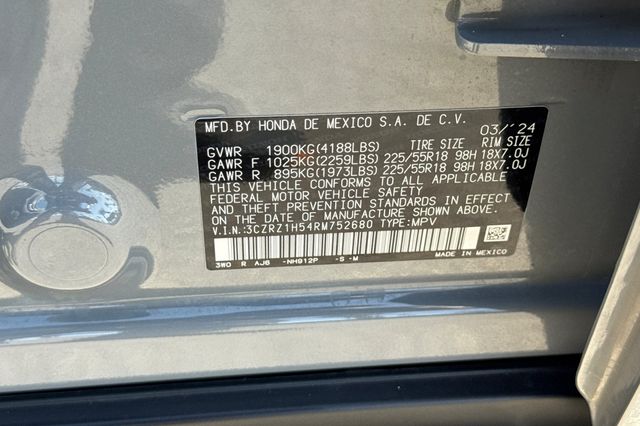 MFD.BY HONDA DE MEXICO S.A. DE C.V. 03/'24
GVWR 1900KG(4188LBS) TIRE SIZE RIM SIZE
GAWR F 1025KG(2259LBS) 225/55R18 98H 18X7.0J
GAWR R 895KG(1973LBS) 225/55R18 98H 18X7.0J
THIS VEHICLE CONFORMS TO ALL APPLICABLE
FEDERAL MOTOR VEHICLE SAFETY
AND THEFT PREVENTION STANDARDS IN EFFECT
ON THE DATE OF MANUFACTURE SHOWN ABOVE.
V.I.N.:3CZRZ1H54RM752680 TYPE:MPV
3W0 R AJ6 -NH912P -S -M MADE IN MEXICO